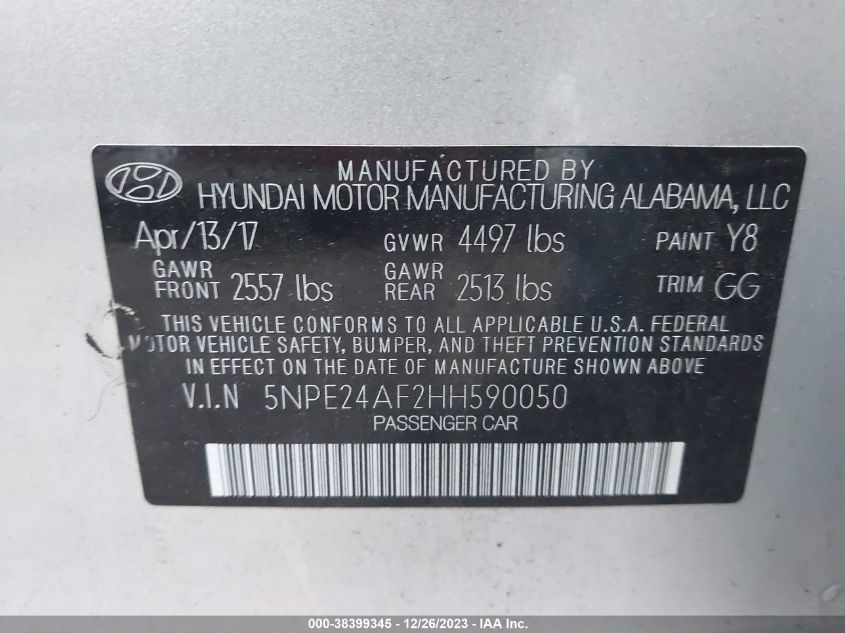 MANUFACTURED BY
HYUNDAI MOTOR MANUFACTURING ALABAMA, LLC
Apr/13/17 GVWR 4497 lbs PAINT Y8
GAWR FRONT 2557 lbs GAWR REAR 2513 lbs TRIM GG
THIS VEHICLE CONFORMS TO ALL APPLICABLE U.S.A. FEDERAL
MOTOR VEHICLE SAFETY, BUMPER, AND THEFT PREVENTION STANDARDS
IN EFFECT ON THE DATE OF MANUFACTURE SHOWN ABOVE
V.I.N 5NPE24AF2HH590050
PASSENGER CAR
000-38399345 - 12/26/2023 - IAA Inc.